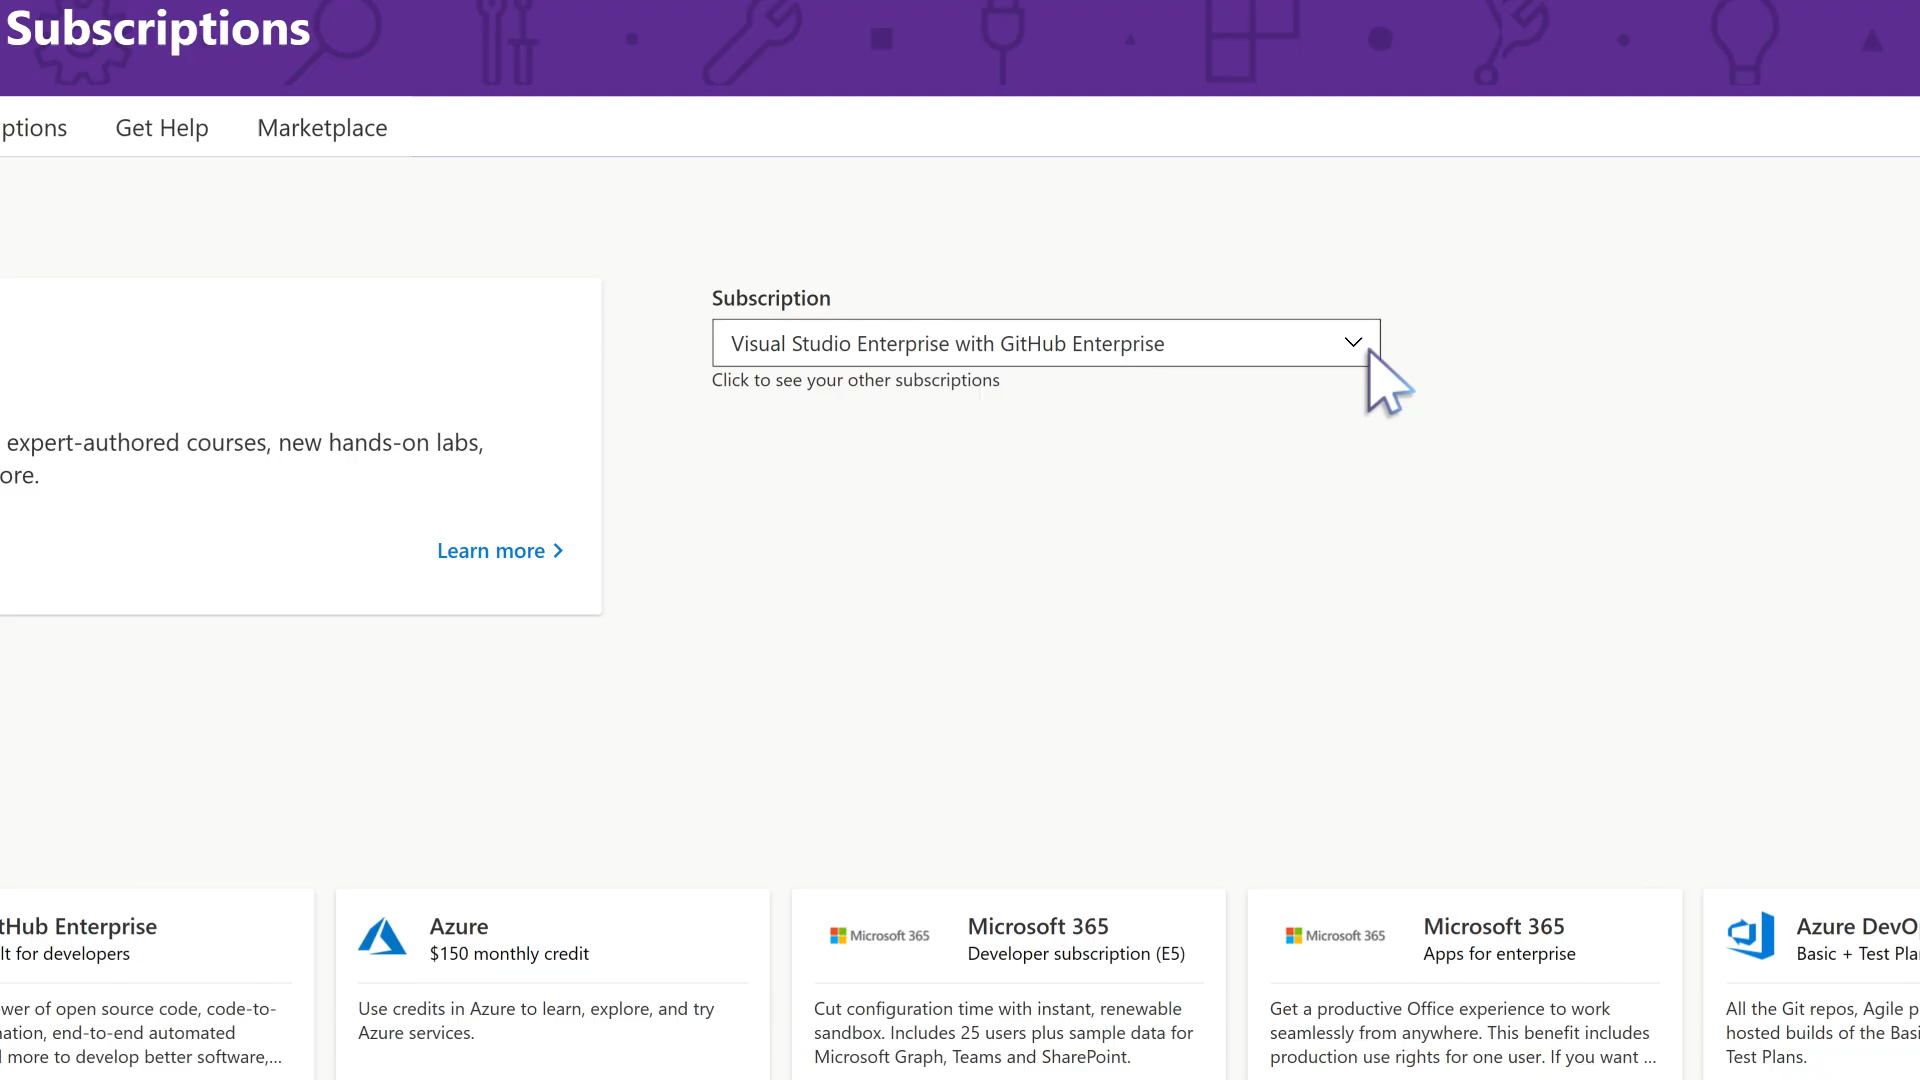 Subscriptions
ptions
Get Help
Marketplace
expert-authored courses, new hands-on labs,
ore.
Learn more
Subscription
Visual Studio Enterprise with GitHub Enterprise
Click to see your other subscriptions
tHub Enterprise
lt for developers
wer of open source code, code-to-
nation, end-to-end automated
more to develop better software,...
Azure
$150 monthly credit
Use credits in Azure to learn, explore, and try
Azure services.
Microsoft 365
Microsoft 365
Developer subscription (E5)
Cut configuration time with instant, renewable
sandbox. Includes 25 users plus sample data for
Microsoft Graph, Teams and SharePoint.
Microsoft 365
Microsoft 365
Apps for enterprise
Get a productive Office experience to work
seamlessly from anywhere. This benefit includes
production use rights for one user. If you want ...
Azure DevO
Basic + Test Pla
All the Git repos, Agile p
hosted builds of the Bas
Test Plans.